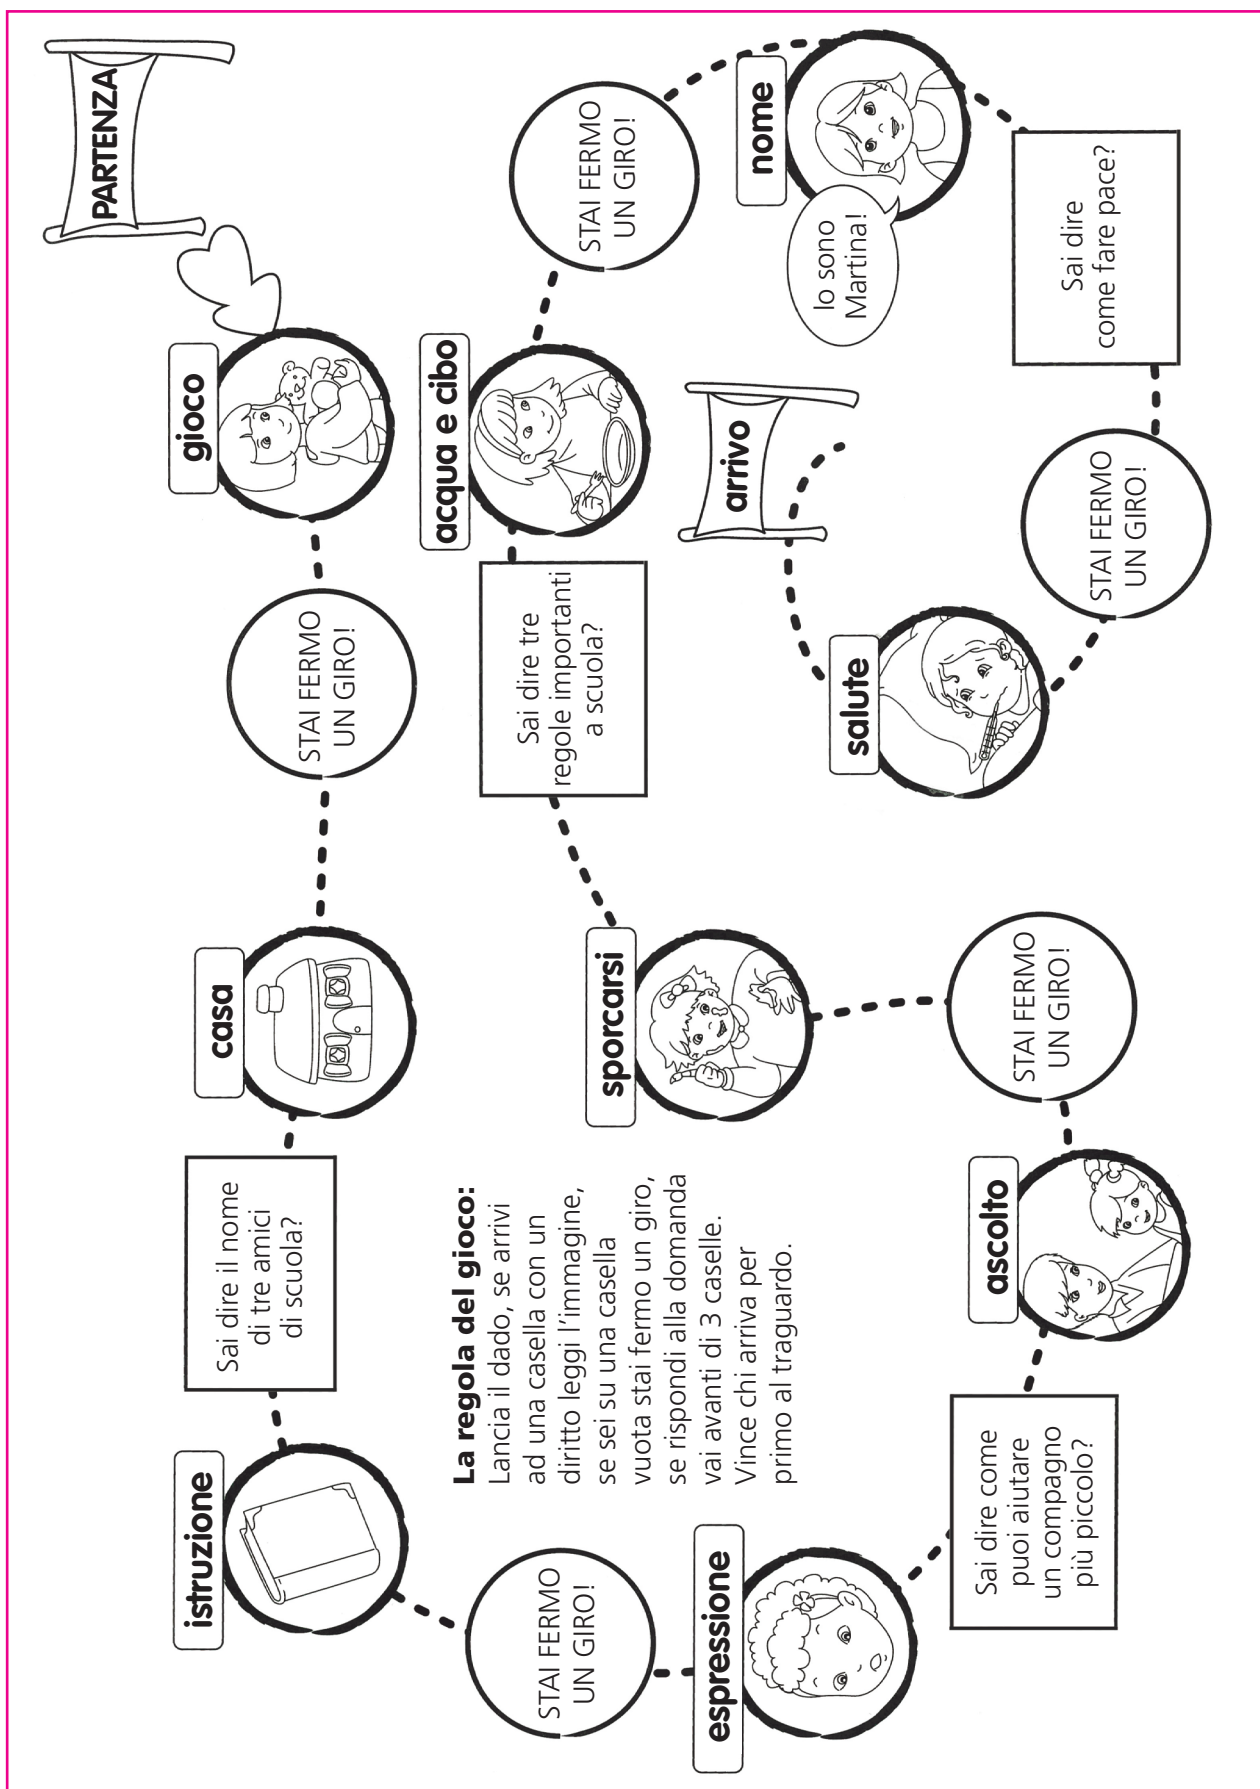 PARTENZA
gioco
STAI FERMO
UN GIRO!
casa
Sai dire il nome
di tre amici
di scuola?
istruzione
STAI FERMO
UN GIRO!
espressione
Sai dire come
puoi aiutare
un compagno
più piccolo?
ascolto
STAI FERMO
UN GIRO!
sporcarsi
Sai dire tre
regole importanti
a scuola?
acqua e cibo
STAI FERMO
UN GIRO!
nome
Io sono
Martina!
Sai dire
come fare pace?
STAI FERMO
UN GIRO!
salute
arrivo
La regola del gioco:
Lancia il dado, se arrivi
ad una casella con un
diritto leggi l'immagine,
se sei su una casella
vuota stai fermo un giro,
se rispondi alla domanda
vai avanti di 3 caselle.
Vince chi arriva per
primo al traguardo.